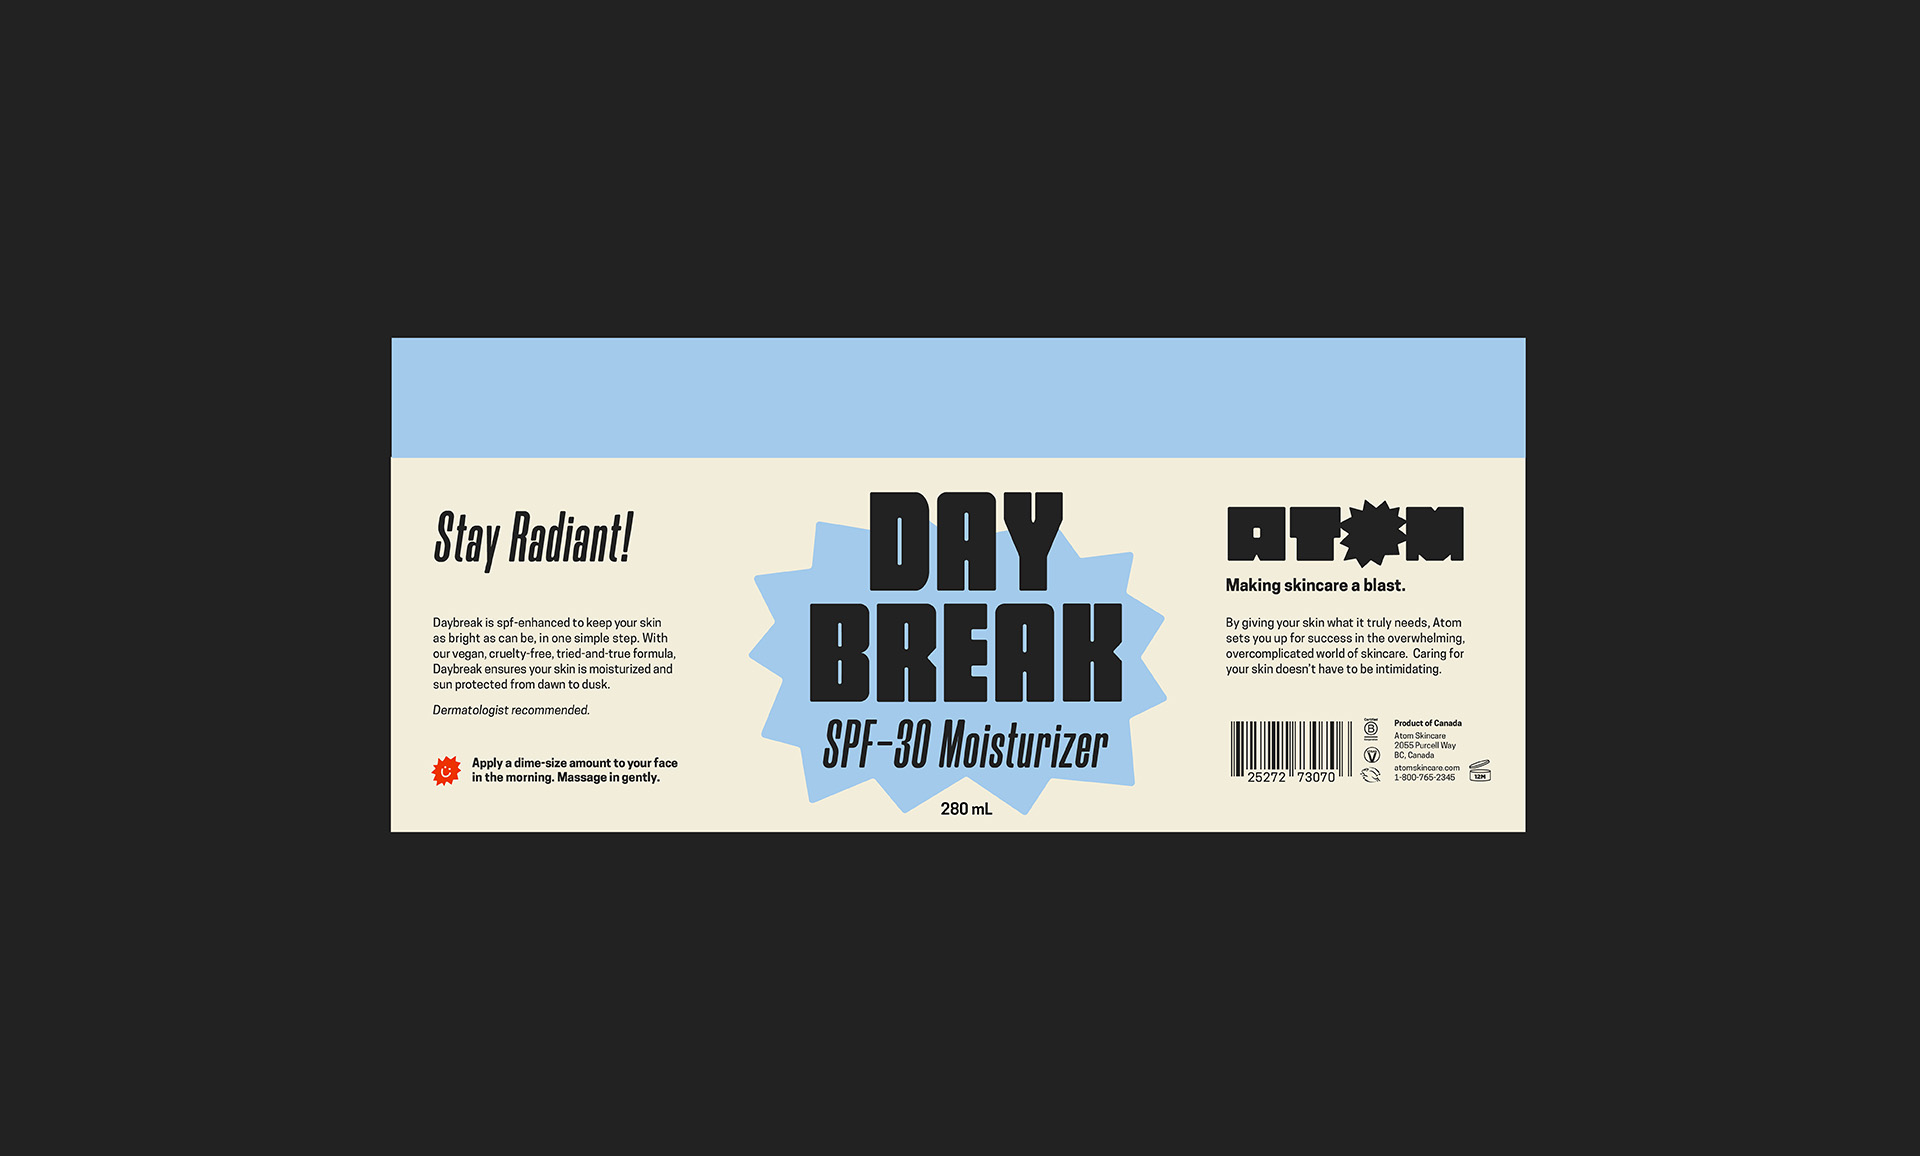 Stay Radiant!
Daybreak is spf-enhanced to keep your skin
as bright as can be, in one simple step. With
our vegan, cruelty-free, tried-and-true formula,
Daybreak ensures your skin is moisturized and
sun protected from dawn to dusk.
Dermatologist recommended.
Apply a dime-size amount to your face
in the morning. Massage in gently.
DAY
BREAK
SPF-30 Moisturizer
280 mL
ATOM
Making skincare a blast.
By giving your skin what it truly needs, Atom
sets you up for success in the overwhelming,
overcomplicated world of skincare. Caring for
your skin doesn't have to be intimidating.
25272 73070
Certified
B
V
Product of Canada
Atom Skincare
2055 Purcell Way
BC, Canada
atomskincare.com
1-800-765-2345
12M